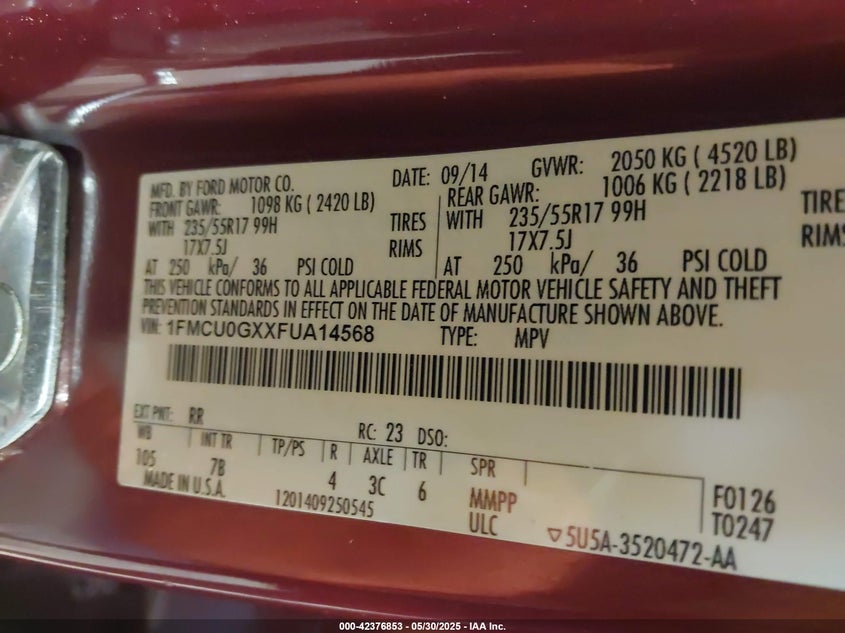 MFD. BY FORD MOTOR CO. DATE: 09/14 GVWR: 2050 KG ( 4520 LB)
FRONT GAWR: 1098 KG ( 2420 LB) REAR GAWR: 1006 KG ( 2218 LB)
WITH 235/55R17 99H TIRES WITH 235/55R17 99H TIRE
17X7.5J RIMS 17X7.5J RIMS
AT 250 kPa/ 36 PSI COLD AT 250 kPa/ 36 PSI COLD
THIS VEHICLE CONFORMS TO ALL APPLICABLE FEDERAL MOTOR VEHICLE SAFETY AND THEFT
PREVENTION STANDARDS IN EFFECT ON THE DATE OF MANUFACTURE SHOWN ABOVE.
VIN: 1FMCU0GXXFUA14568 TYPE: MPV
EXT PNT: RR RC: 23 DSO:
WB INT TR TP/PS R AXLE TR SPR
105 7B 4 3C 6 MMPP F0126
MADE IN U.S.A. 1201409250545 ULC T0247
▽5U5A-3520472-AA
000-42376853 - 05/30/2025 - IAA Inc.